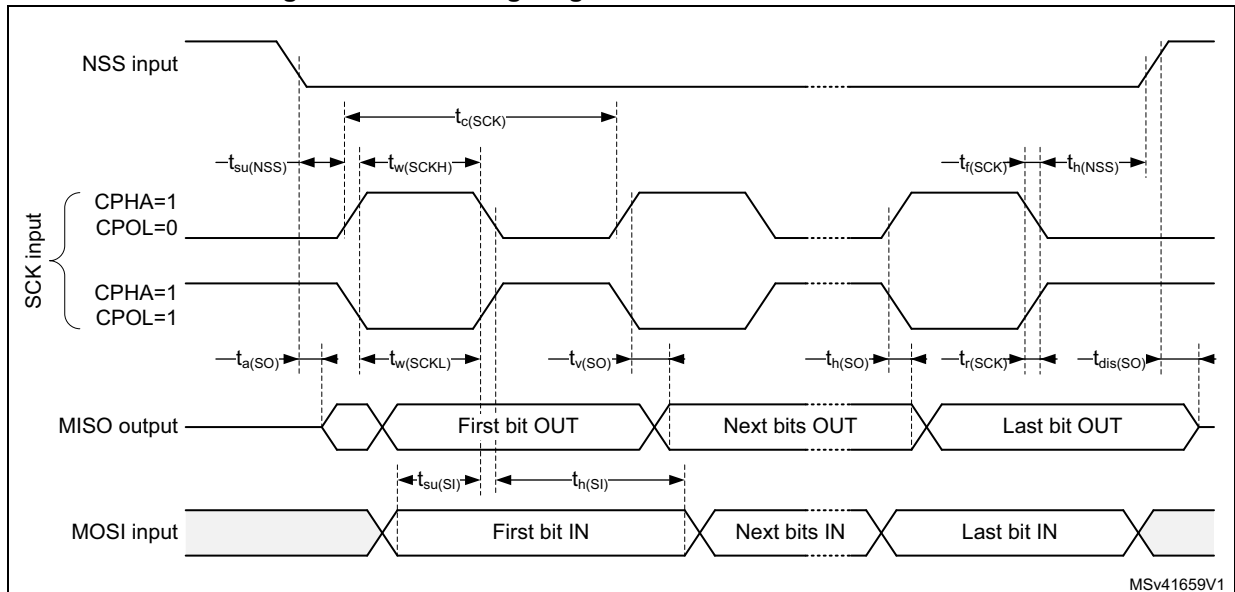 NSS input
tc(SCK)
tsu(NSS)
tw(SCKH)
tf(SCK)
th(NSS)
SCK input
CPHA=1
CPOL=0
CPHA=1
CPOL=1
ta(SO)
tw(SCKL)
tv(SO)
th(SO)
tr(SCK)
tdis(SO)
MISO output
First bit OUT
Next bits OUT
Last bit OUT
tsu(SI)
th(SI)
MOSI input
First bit IN
Next bits IN
Last bit IN
MSv41659V1